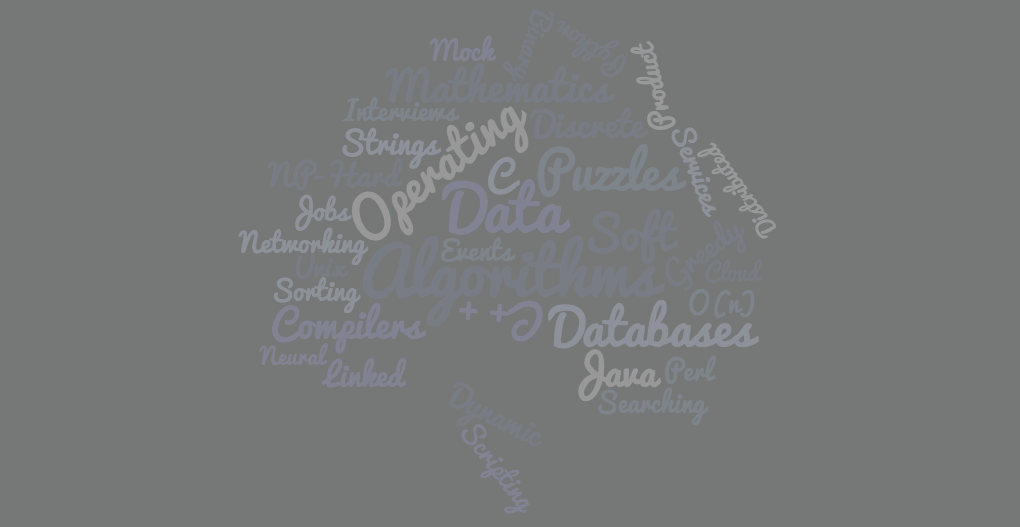 Binary
Python
Mock
Product
Mathematics
Interviews
Operating
Discrete
Strings
Services
Distributed
NP-Hard
C
Puzzles
Data
Jobs
Soft
Networking
Events
Greedy
Unix
Algorithms
Cloud
Sorting
O(n)
Compilers
C++
Databases
Neural
Linked
Java
Perl
Searching
Dynamic
Scripting